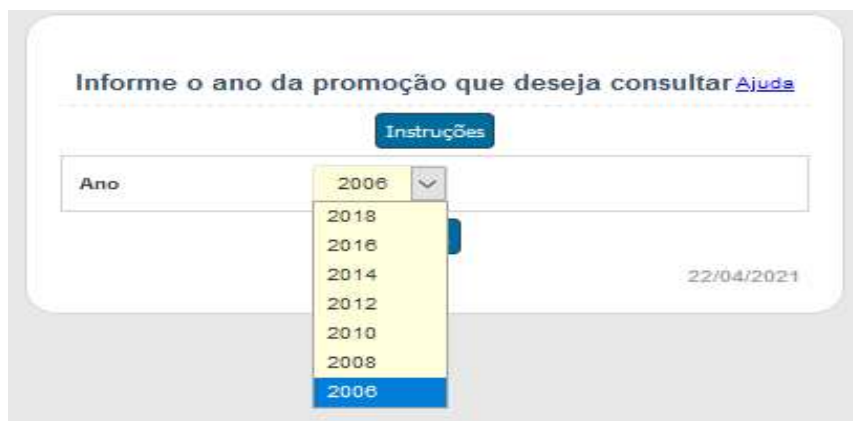 Informe o ano da promoção que deseja consultar Ajuda
Instruções
Ano 2006
2018
2016
2014
2012
2010
2008
2006
22/04/2021